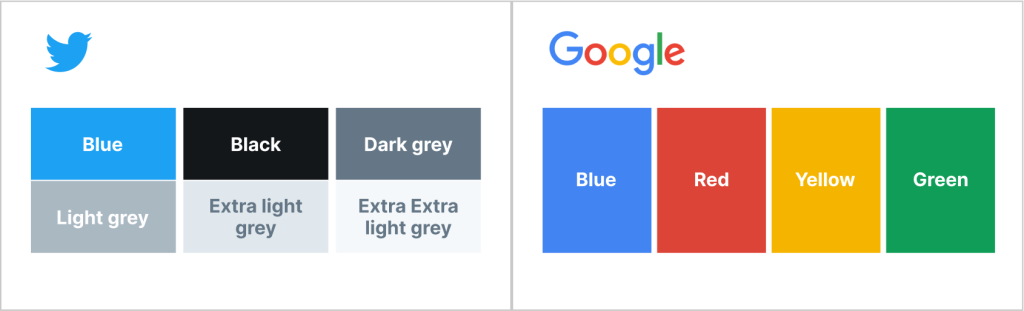 Blue
Black
Dark grey
Light grey
Extra light
grey
Extra Extra
light grey
Google
Blue
Red
Yellow
Green